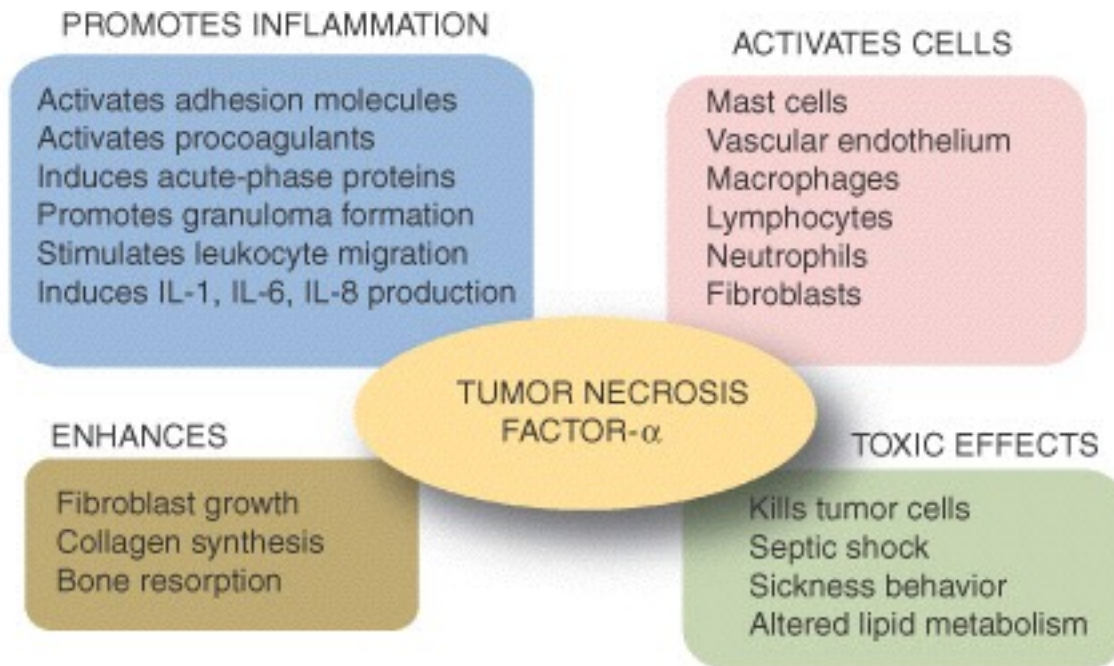 PROMOTES INFLAMMATION
Activates adhesion molecules
Activates procoagulants
Induces acute-phase proteins
Promotes granuloma formation
Stimulates leukocyte migration
Induces IL-1, IL-6, IL-8 production
ACTIVATES CELLS
Mast cells
Vascular endothelium
Macrophages
Lymphocytes
Neutrophils
Fibroblasts
TUMOR NECROSIS
FACTOR-α
ENHANCES
Fibroblast growth
Collagen synthesis
Bone resorption
TOXIC EFFECTS
Kills tumor cells
Septic shock
Sickness behavior
Altered lipid metabolism